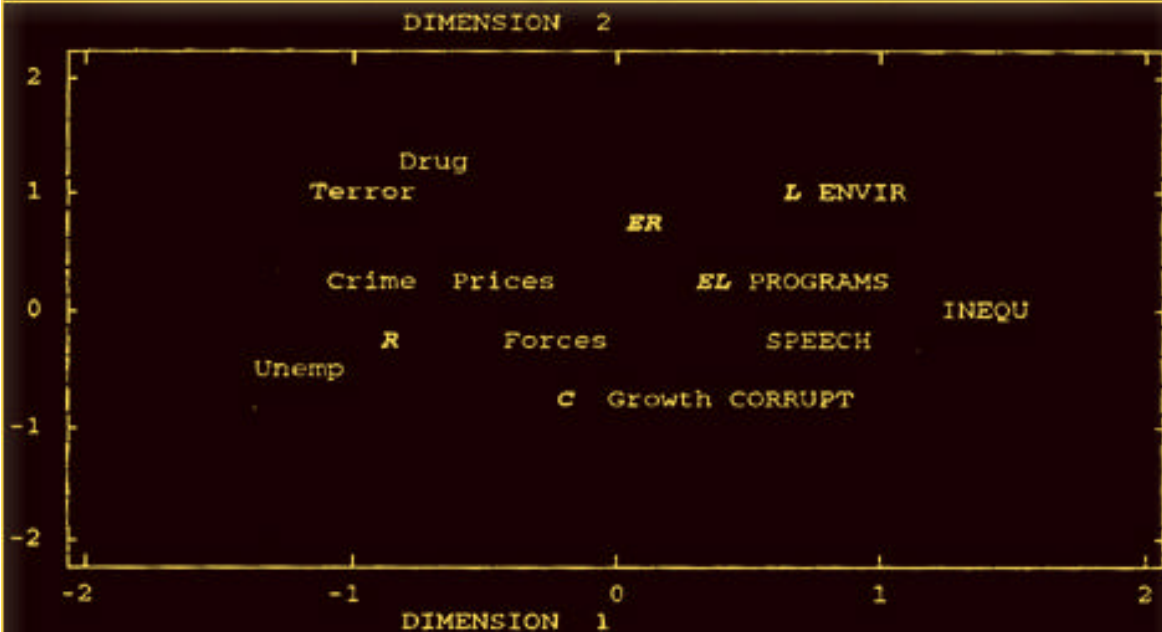 DIMENSION 2
2
Drug
1 Terror L ENVIR
ER
Crime Prices EL PROGRAMS
0 INEQU
R Forces SPEECH
Unemp
C Growth CORRUPT
-1
-2
-2 -1 0 1 2
DIMENSION 1